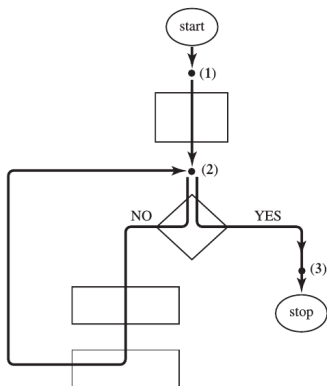 start
(1)
(2)
NO
YES
(3)
stop